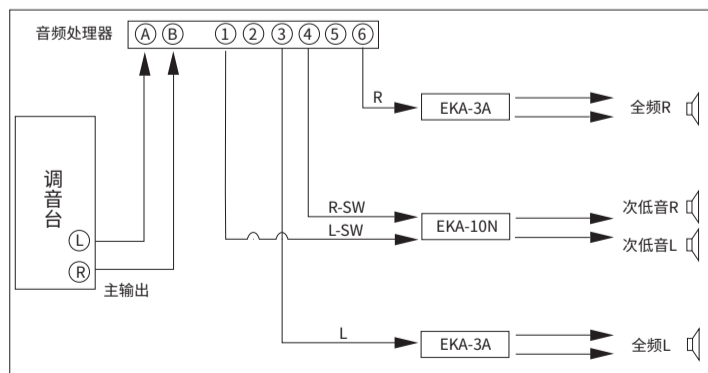 音频处理器 A B 1 2 3 4 5 6
R EKA-3A 全频R
调音台
R-SW EKA-10N 次低音R
L L-SW 次低音L
R 主输出
L EKA-3A 全频L